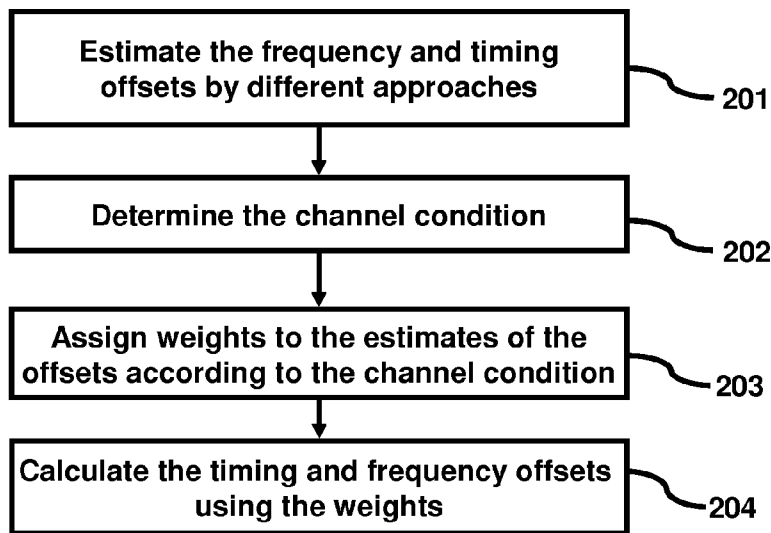 Estimate the frequency and timing
offsets by different approaches
201
Determine the channel condition
202
Assign weights to the estimates of the
offsets according to the channel condition
203
Calculate the timing and frequency offsets
using the weights
204